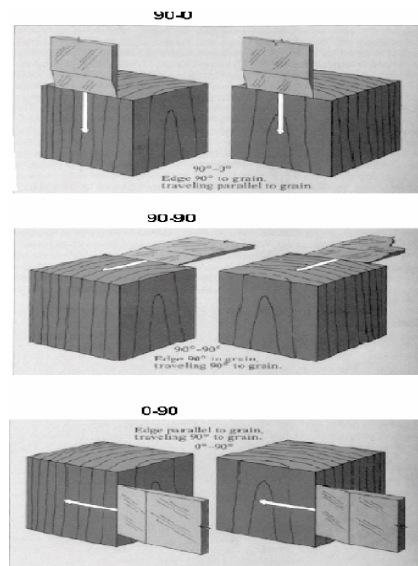 90-0
90°-0°
Edge 90° to grain,
traveling parallel to grain.
90-90
90°-90°
Edge 90° to grain,
traveling 90° to grain.
0-90
Edge parallel to grain,
traveling 90° to grain.
0°-90°